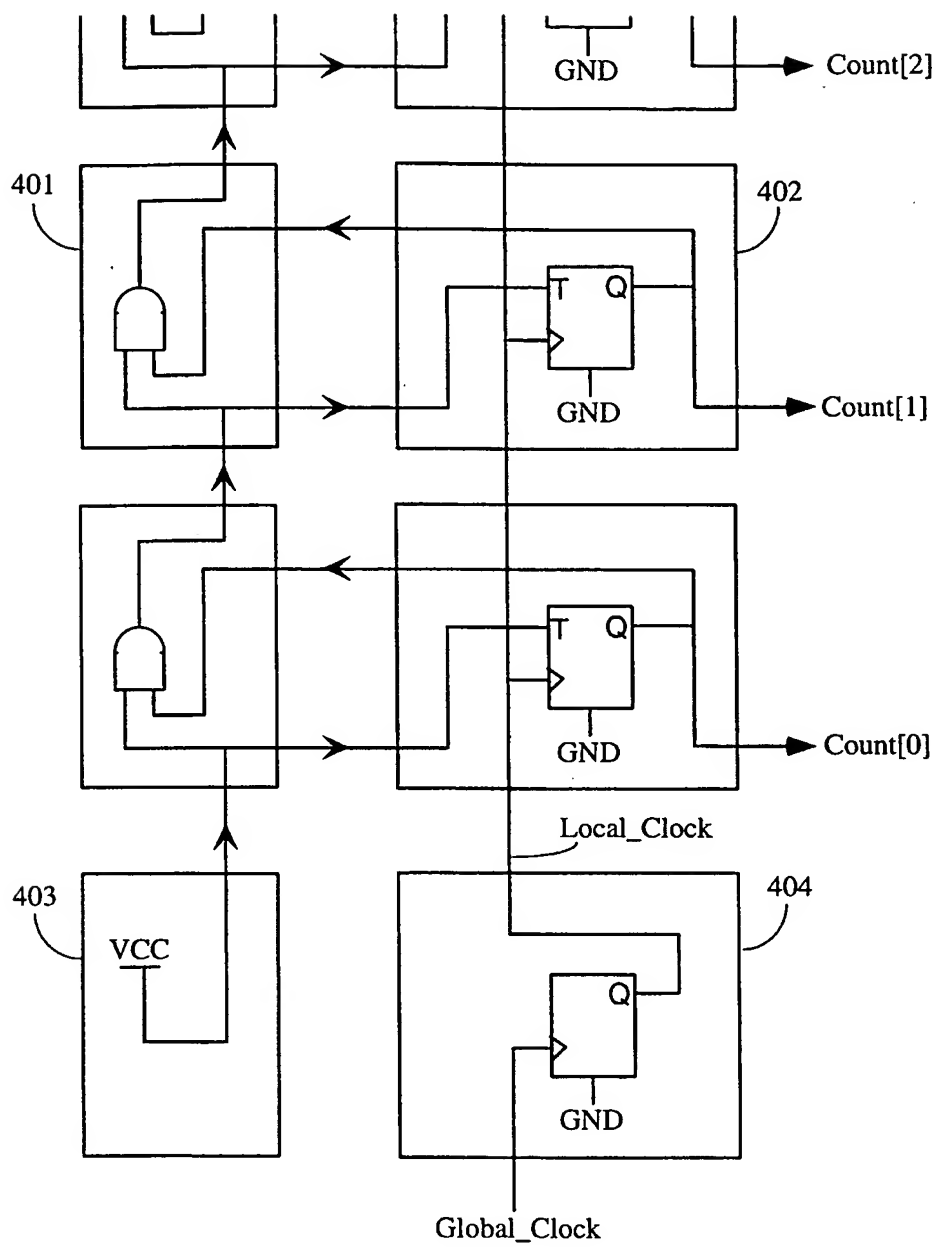 GND
Count[2]
401
402
T Q
GND
Count[1]
T Q
GND
Count[0]
Local_Clock
403
404
VCC
Q
GND
Global_Clock